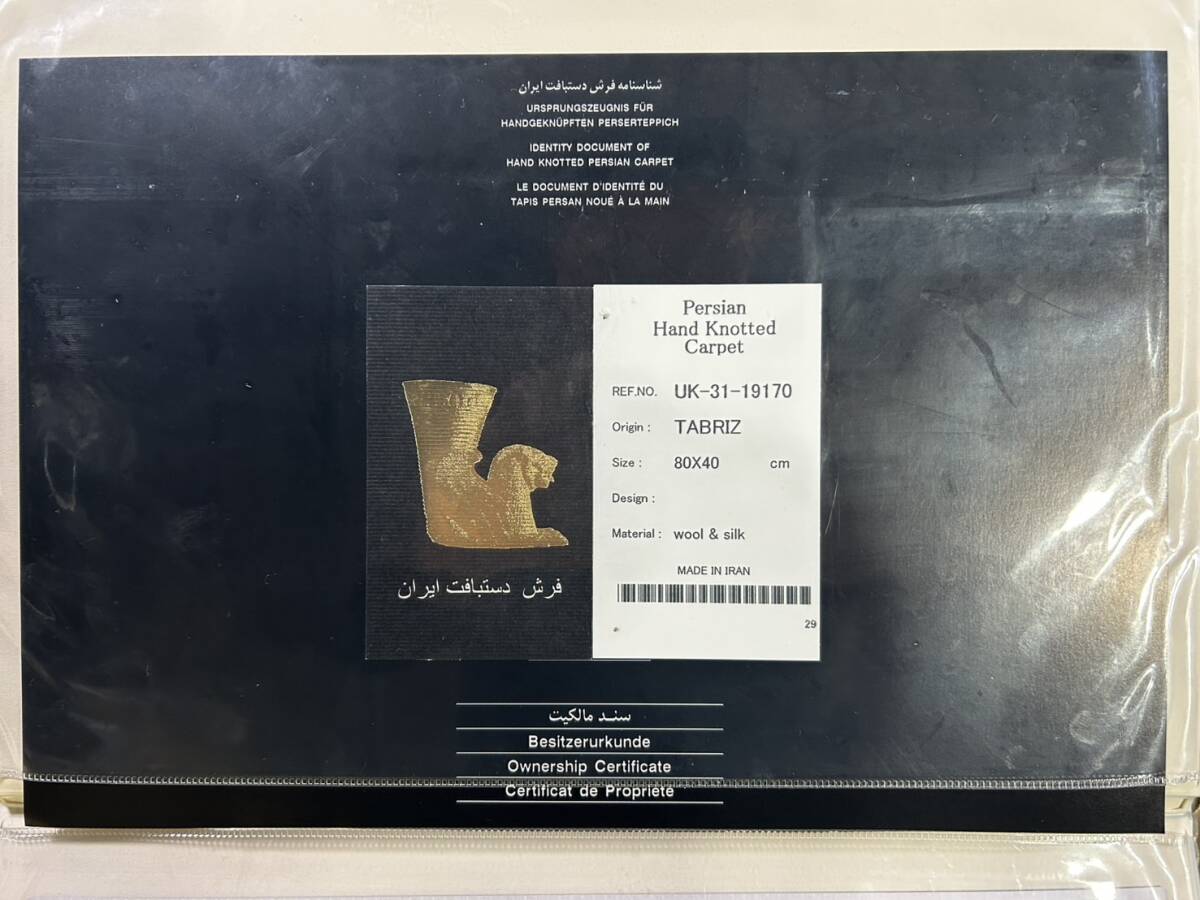 شناسنامه فرش دستبافت ایران
URSPRUNGSZEUGNIS FÜR
HANDGEKNÜPFTEN PERSERTEPPICH
IDENTITY DOCUMENT OF
HAND KNOTTED PERSIAN CARPET
LE DOCUMENT D'IDENTITÉ DU
TAPIS PERSAN NOUÉ À LA MAIN
فرش دستبافت ایران
Persian
Hand Knotted
Carpet
REF.NO. UK-31-19170
Origin : TABRIZ
Size : 80X40 cm
Design :
Material : wool & silk
MADE IN IRAN
29
سند مالکیت
Besitzerurkunde
Ownership Certificate
Certificat de Propriété